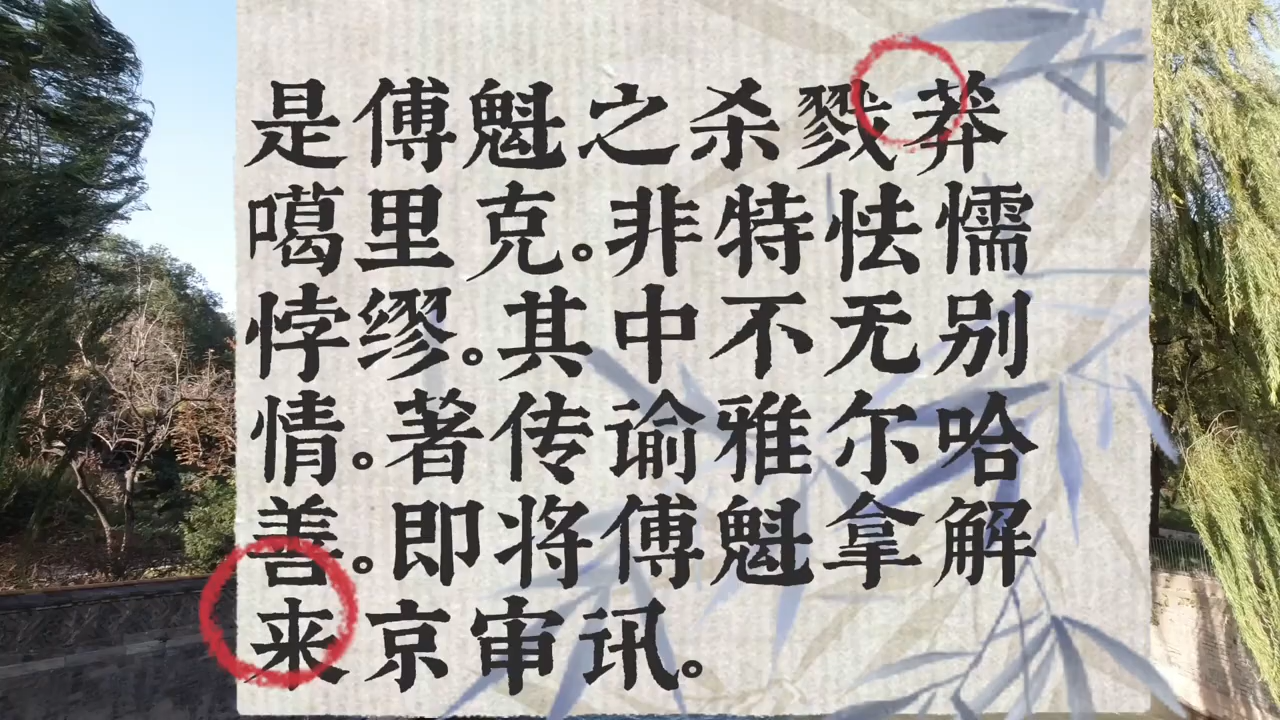 是傅魁之杀戮莽
噶里克。非特怯懦
悖缪。其中不无别
情。著传谕雅尔哈
善。即将傅魁拿解
来京审讯。